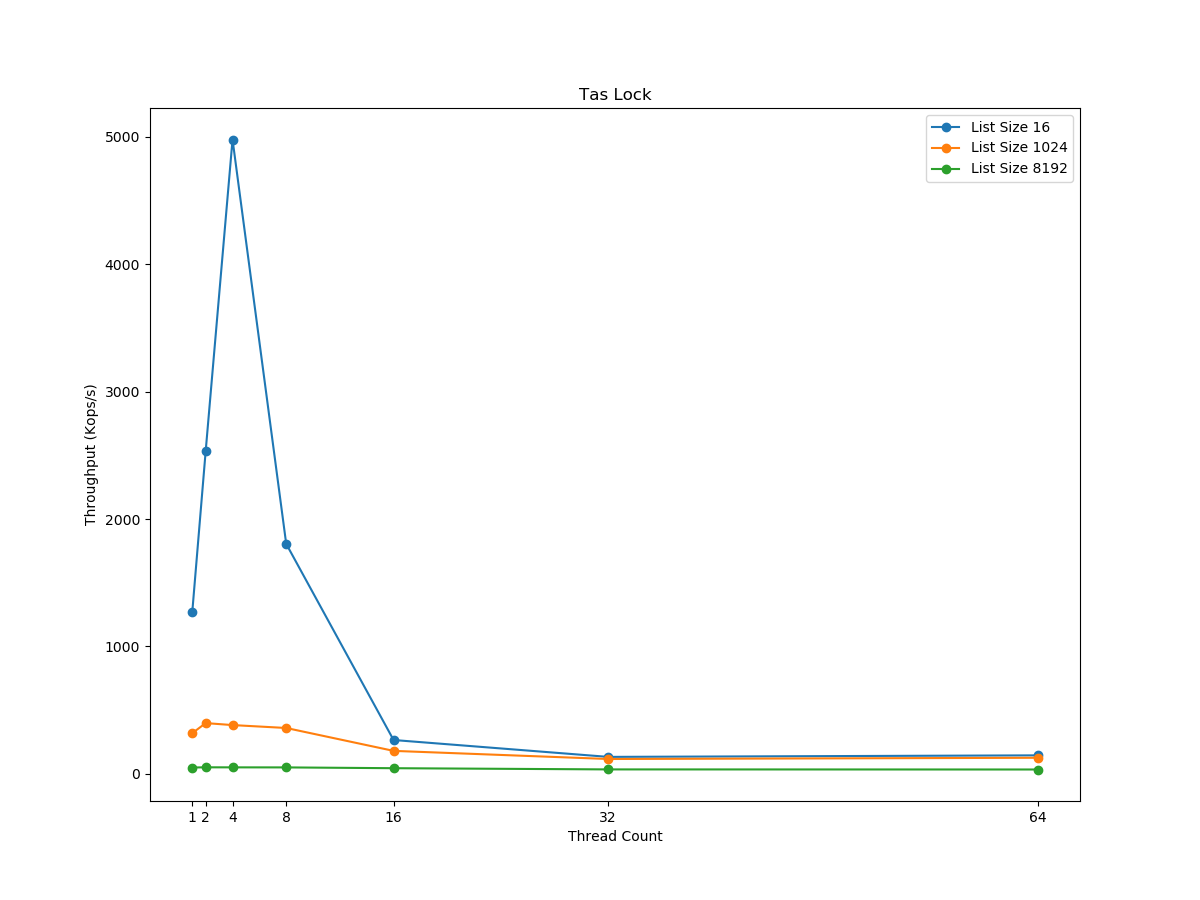 Tas Lock
List Size 16
List Size 1024
List Size 8192
5000
4000
3000
2000
1000
0
Throughput (Kops/s)
1 2 4 8 16 32 64
Thread Count